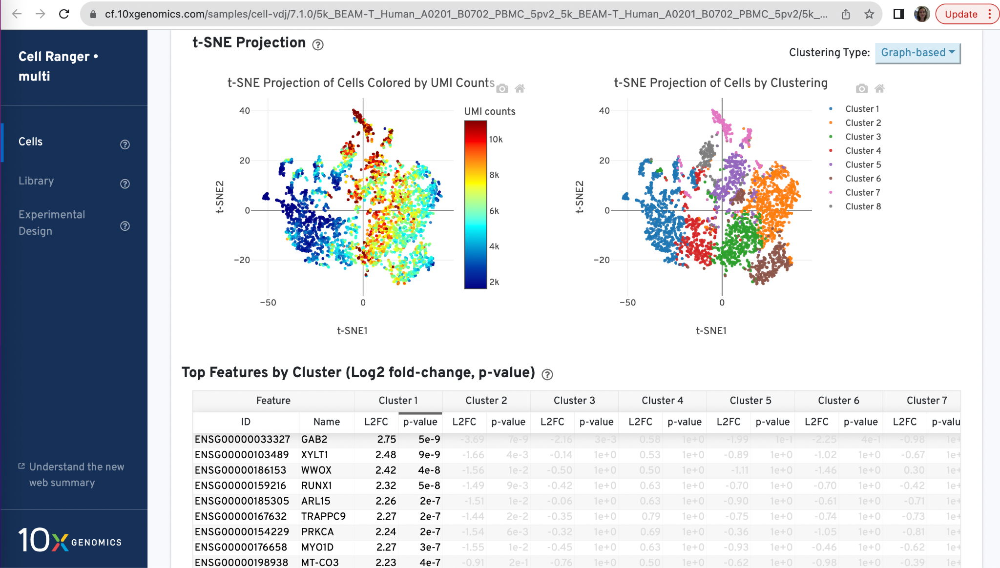 cf.10xgenomics.com/samples/cell-vdj/7.1.0/5k_BEAM-T_Human_A0201_B0702_PBMC_5pv2_5k_BEAM-T_Human_A0201_B0702_PBMC_5pv2/5k_...
Update
Cell Ranger •
multi
Cells ?
Library ?
Experimental
Design ?
Understand the new
web summary
10X GENOMICS
t-SNE Projection ?
Clustering Type: Graph-based
t-SNE Projection of Cells Colored by UMI Counts
40
20
0
−20
−50
0
t-SNE2
t-SNE1
UMI counts
10k
8k
6k
4k
2k
t-SNE Projection of Cells by Clustering
40
20
0
−20
−50
0
t-SNE2
t-SNE1
Cluster 1
Cluster 2
Cluster 3
Cluster 4
Cluster 5
Cluster 6
Cluster 7
Cluster 8
Top Features by Cluster (Log2 fold-change, p-value) ?
Feature Cluster 1 Cluster 2 Cluster 3 Cluster 4 Cluster 5 Cluster 6 Cluster 7
ID Name L2FC p-value L2FC p-value L2FC p-value L2FC p-value L2FC p-value L2FC p-value L2FC p-valu
ENSG00000033327 GAB2 2.75 5e-9 -3.69 7e-9 -2.16 3e-3 0.58 1e+0 -1.99 1e-1 -2.25 4e-1 -0.98 1e+
ENSG00000103489 XYLT1 2.48 9e-9 -1.66 4e-3 -0.14 1e+0 0.53 1e+0 -0.89 1e+0 -1.02 1e+0 -0.67 1e+
ENSG00000186153 WWOX 2.42 4e-8 -1.56 1e-2 -0.50 1e+0 0.50 1e+0 -1.11 1e+0 -1.46 1e+0 0.30 1e+
ENSG00000159216 RUNX1 2.32 5e-8 -1.49 9e-3 -0.42 1e+0 0.63 1e+0 -0.70 1e+0 -0.70 1e+0 -0.42 1e+
ENSG00000185305 ARL15 2.26 2e-7 -1.51 1e-2 -0.06 1e+0 0.63 1e+0 -0.90 1e+0 -0.61 1e+0 -0.71 1e+
ENSG00000167632 TRAPPC9 2.27 2e-7 -1.44 2e-2 -0.35 1e+0 0.79 1e+0 -0.75 1e+0 -0.74 1e+0 -0.73 1e+
ENSG00000154229 PRKCA 2.24 2e-7 -1.54 6e-3 -0.32 1e+0 0.69 1e+0 -0.36 1e+0 -1.05 1e+0 -0.81 1e+
ENSG00000176658 MYO1D 2.27 3e-7 -1.55 1e-2 -0.45 1e+0 0.63 1e+0 -0.93 1e+0 -0.46 1e+0 -0.62 1e+
ENSG00000198938 MT-CO3 2.23 4e-7 -0.91 2e-1 -0.76 1e+0 0.50 1e+0 -0.62 1e+0 -0.98 1e+0 -0.39 1e+